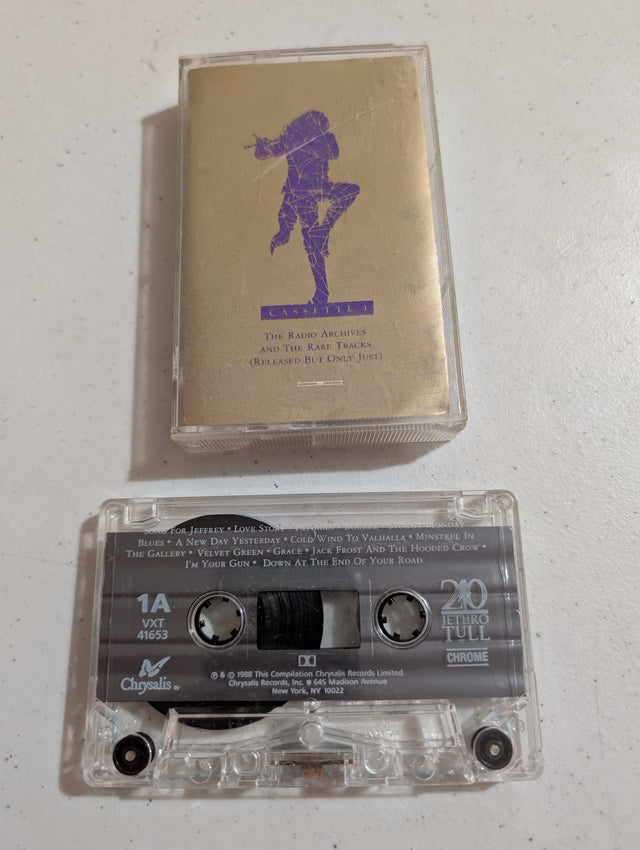 CASSETTE 1
THE RADIO ARCHIVES
AND THE RARE TRACKS
(RELEASED BUT ONLY JUST)
SONG FOR JEFFREY • LOVE STORY
BLUES • A NEW DAY YESTERDAY • COLD WIND TO VALHALLA • MINSTREL IN
THE GALLERY • VELVET GREEN • GRACE • JACK FROST AND THE HOODED CROW •
I'M YOUR GUN • DOWN AT THE END OF YOUR ROAD
1A
VXT
41653
20
JETHRO
TULL
CHROME
Chrysalis
℗ & © 1988 This Compilation Chrysalis Records Limited
Chrysalis Records, Inc. • 645 Madison Avenue
New York, NY 10022